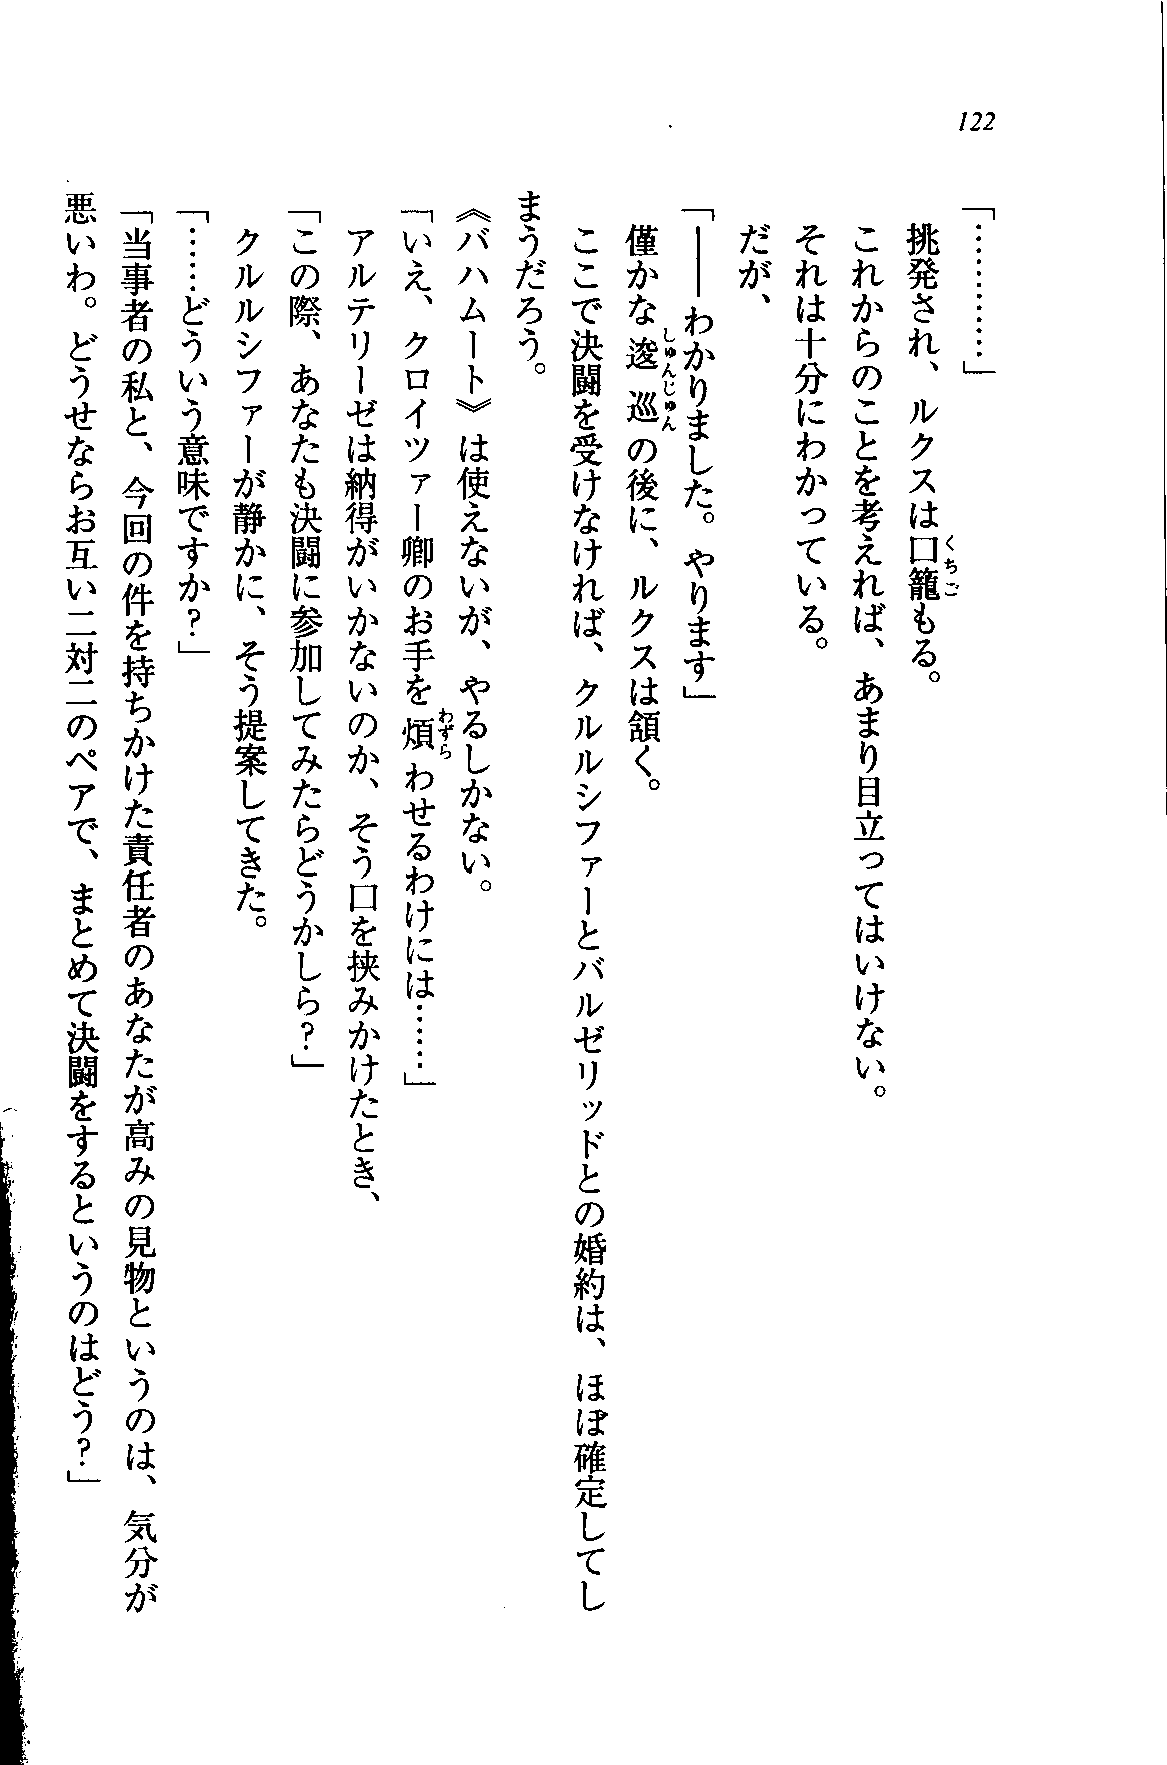 122
「…………」
挑発され、ルクスは口籠もる。
これからのことを考えれば、あまり目立ってはいけない。
それは十分にわかっている。
だが、
「――わかりました。やります」
僅かな逡巡の後に、ルクスは頷く。
ここで決闘を受けなければ、クルルシファーとバルゼリッドとの婚約は、ほぼ確定してし
まうだろう。
《バハムート》は使えないが、やるしかない。
「いえ、クロイツァー卿のお手を煩わせるわけには……」
アルテリーゼは納得がいかないのか、そう口を挟みかけたとき、
「この際、あなたも決闘に参加してみたらどうかしら？」
クルルシファーが静かに、そう提案してきた。
「……どういう意味ですか？」
「当事者の私と、今回の件を持ちかけた責任者のあなたが高みの見物というのは、気分が
悪いわ。どうせならお互い二対二のペアで、まとめて決闘をするというのはどう？」
くちご
しゅんじゅん
わずら